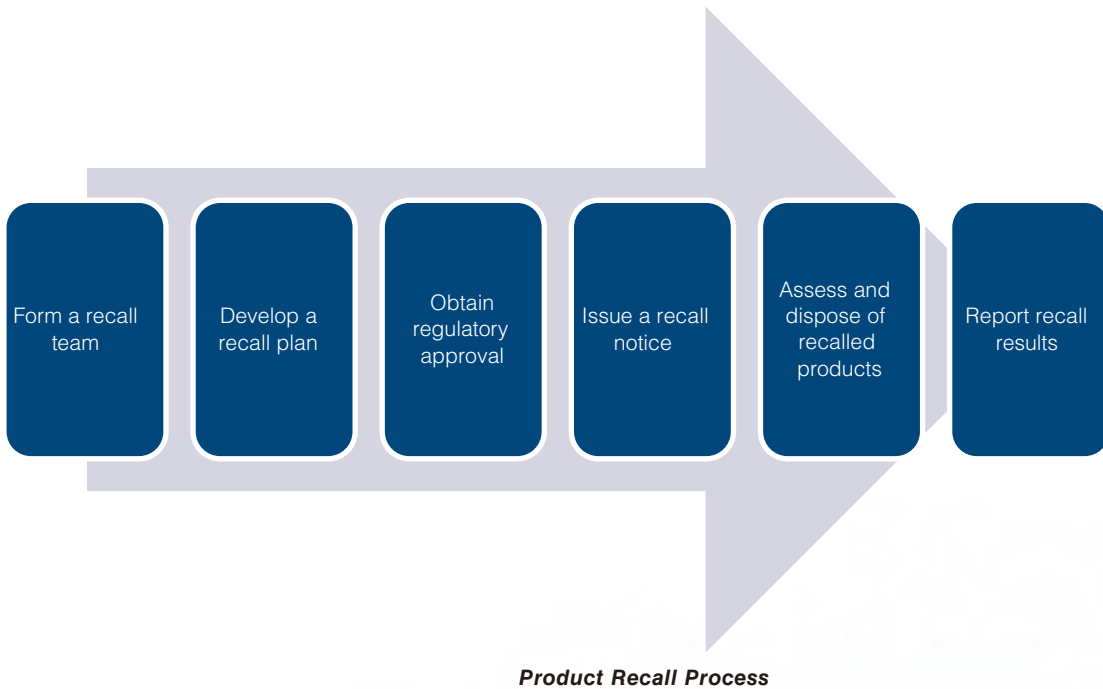 Form a recall
team
Develop a
recall plan
Obtain
regulatory
approval
Issue a recall
notice
Assess and
dispose of
recalled
products
Report recall
results
Product Recall Process